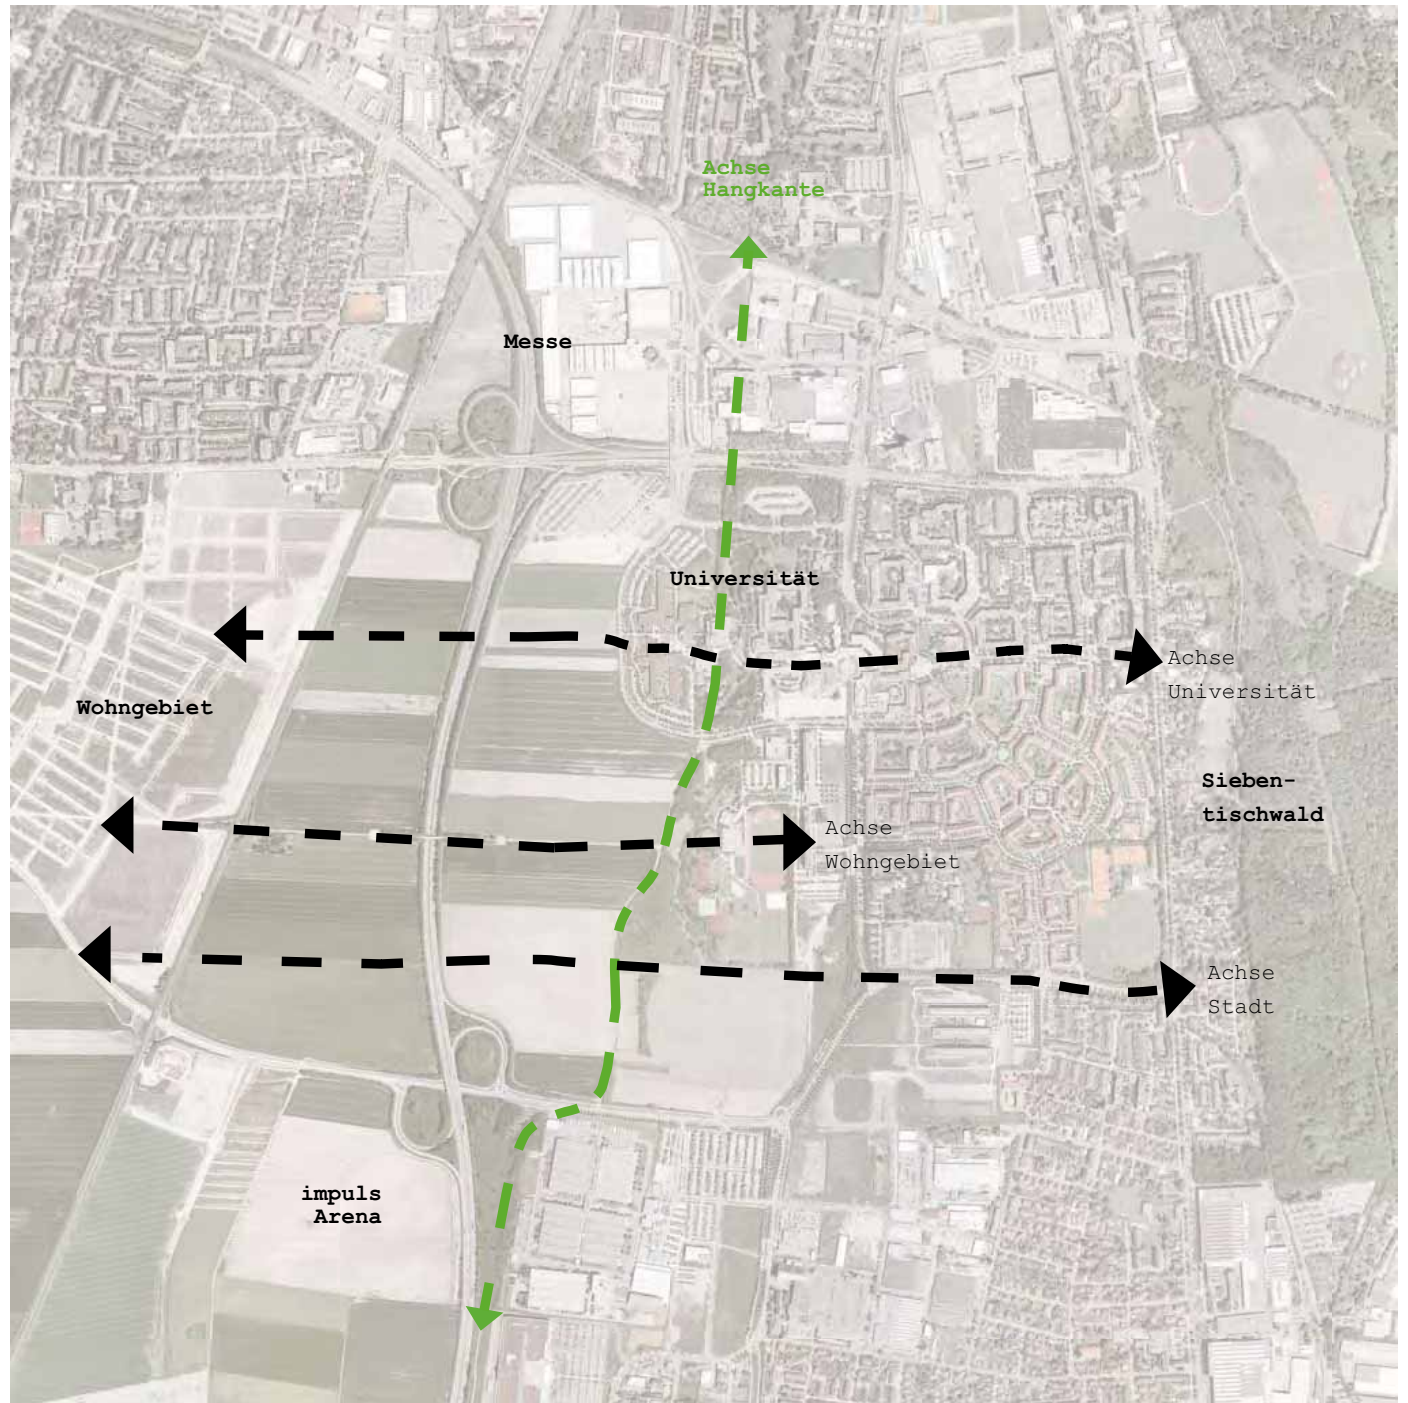 Achse
Hangkante
Messe
Universität
Achse
Universität
Wohngebiet
Sieben-
tischwald
Achse
Wohngebiet
Achse
Stadt
impuls
Arena